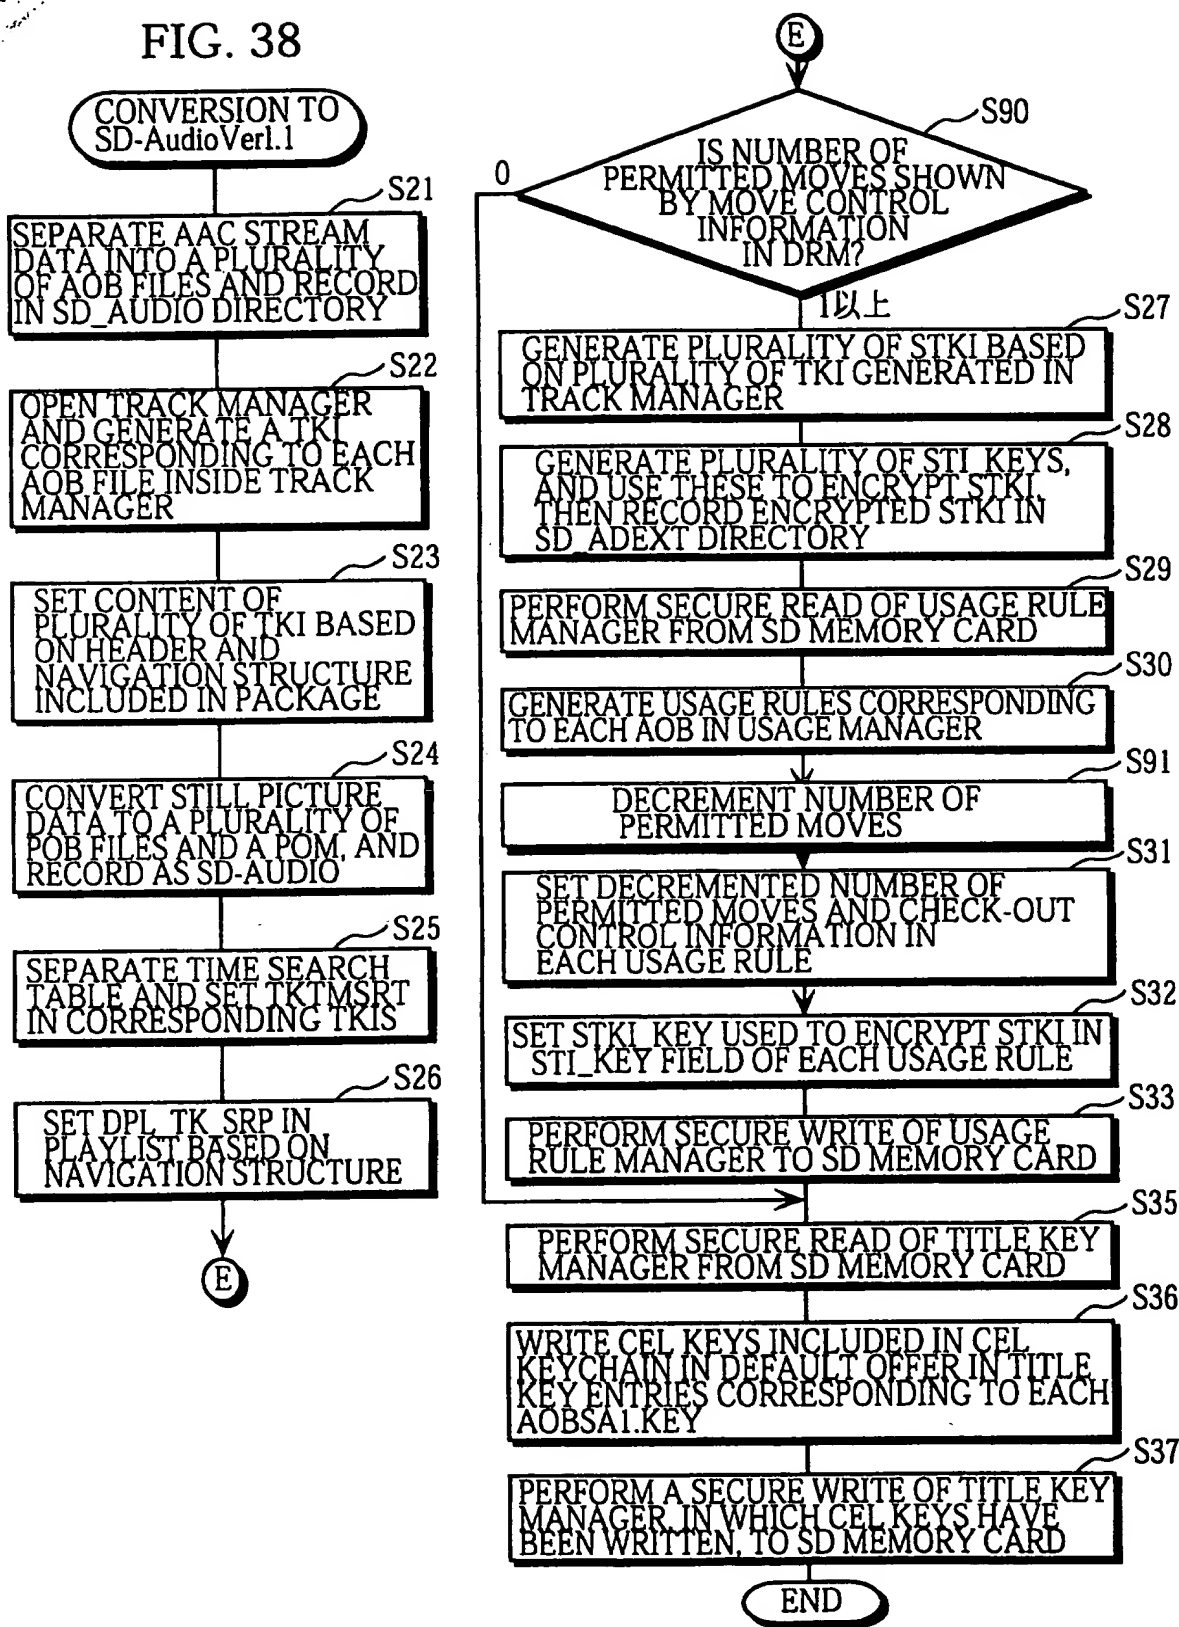 FIG. 38
CONVERSION TO
SD-AudioVer1.1
S21
SEPARATE AAC STREAM
DATA INTO A PLURALITY
OF AOB FILES AND RECORD
IN SD_AUDIO DIRECTORY
S22
OPEN TRACK MANAGER
AND GENERATE A TKI
CORRESPONDING TO EACH
AOB FILE INSIDE TRACK
MANAGER
S23
SET CONTENT OF
PLURALITY OF TKI BASED
ON HEADER AND
NAVIGATION STRUCTURE
INCLUDED IN PACKAGE
S24
CONVERT STILL PICTURE
DATA TO A PLURALITY OF
POB FILES AND A POM, AND
RECORD AS SD-AUDIO
S25
SEPARATE TIME SEARCH
TABLE AND SET TKTMSRT
IN CORRESPONDING TKIS
S26
SET DPL_TK_SRP IN
PLAYLIST BASED ON
NAVIGATION STRUCTURE
E
E
S90
IS NUMBER OF
PERMITTED MOVES SHOWN
BY MOVE CONTROL
INFORMATION
IN DRM?
0
1以上
S27
GENERATE PLURALITY OF STKI BASED
ON PLURALITY OF TKI GENERATED IN
TRACK MANAGER
S28
GENERATE PLURALITY OF STI_KEYS,
AND USE THESE TO ENCRYPT STKI,
THEN RECORD ENCRYPTED STKI IN
SD_ADEXT DIRECTORY
S29
PERFORM SECURE READ OF USAGE RULE
MANAGER FROM SD MEMORY CARD
S30
GENERATE USAGE RULES CORRESPONDING
TO EACH AOB IN USAGE MANAGER
S91
DECREMENT NUMBER OF
PERMITTED MOVES
S31
SET DECREMENTED NUMBER OF
PERMITTED MOVES AND CHECK-OUT
CONTROL INFORMATION IN
EACH USAGE RULE
S32
SET STKI_KEY USED TO ENCRYPT STKI IN
STI_KEY FIELD OF EACH USAGE RULE
S33
PERFORM SECURE WRITE OF USAGE
RULE MANAGER TO SD MEMORY CARD
S35
PERFORM SECURE READ OF TITLE KEY
MANAGER FROM SD MEMORY CARD
S36
WRITE CEL KEYS INCLUDED IN CEL
KEYCHAIN IN DEFAULT OFFER IN TITLE
KEY ENTRIES CORRESPONDING TO EACH
AOBSA1.KEY
S37
PERFORM A SECURE WRITE OF TITLE KEY
MANAGER, IN WHICH CEL KEYS HAVE
BEEN WRITTEN, TO SD MEMORY CARD
END